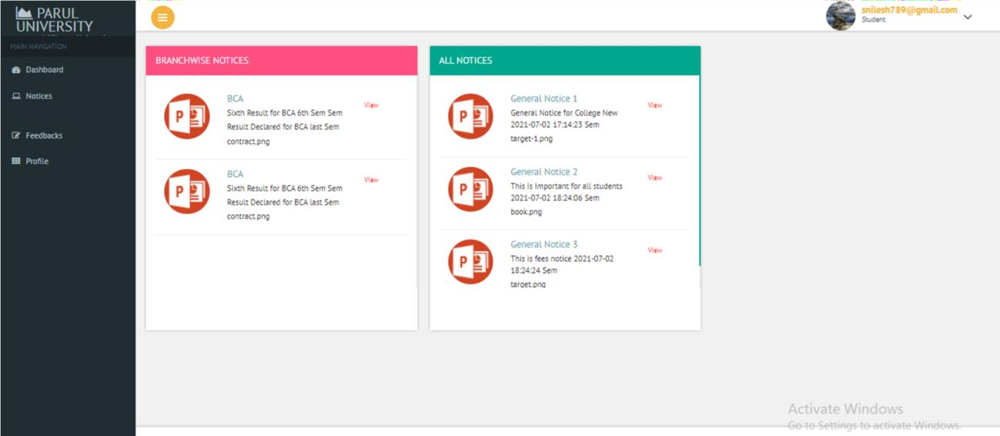 PARUL
UNIVERSITY
MAIN NAVIGATION
Dashboard
Notices
Feedbacks
Profile
snilesh789@gmail.com
Student
BRANCHWISE NOTICES
BCA
View
Sixth Result for BCA 6th Sem Sem
Result Declared for BCA last Sem
contract.png
BCA
View
Sixth Result for BCA 6th Sem Sem
Result Declared for BCA last Sem
contract.png
ALL NOTICES
General Notice 1
View
General Notice for College New
2021-07-02 17:14:23 Sem
target-1.png
General Notice 2
View
This is Important for all students
2021-07-02 18:24:06 Sem
book.png
General Notice 3
View
This is fees notice 2021-07-02
18:24:24 Sem
target.png
Activate Windows
Go to Settings to activate Windows.